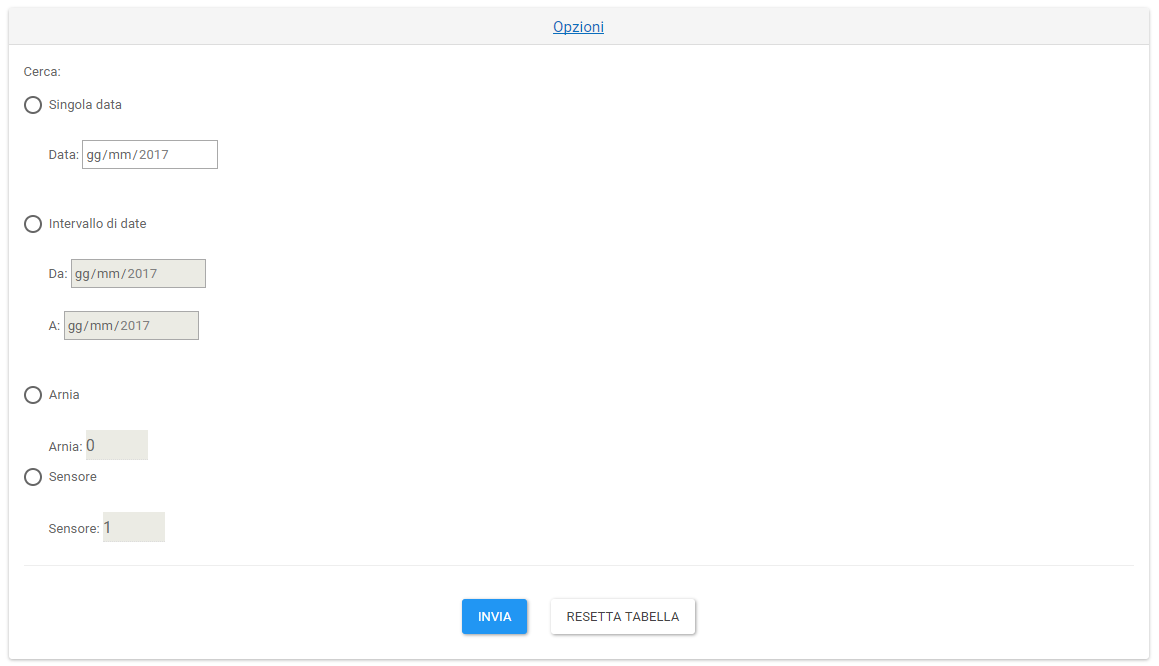 Opzioni
Cerca:
Singola data
Data: gg/mm/2017
Intervallo di date
Da: gg/mm/2017
A: gg/mm/2017
Arnia
Arnia: 0
Sensore
Sensore: 1
INVIA RESETTA TABELLA